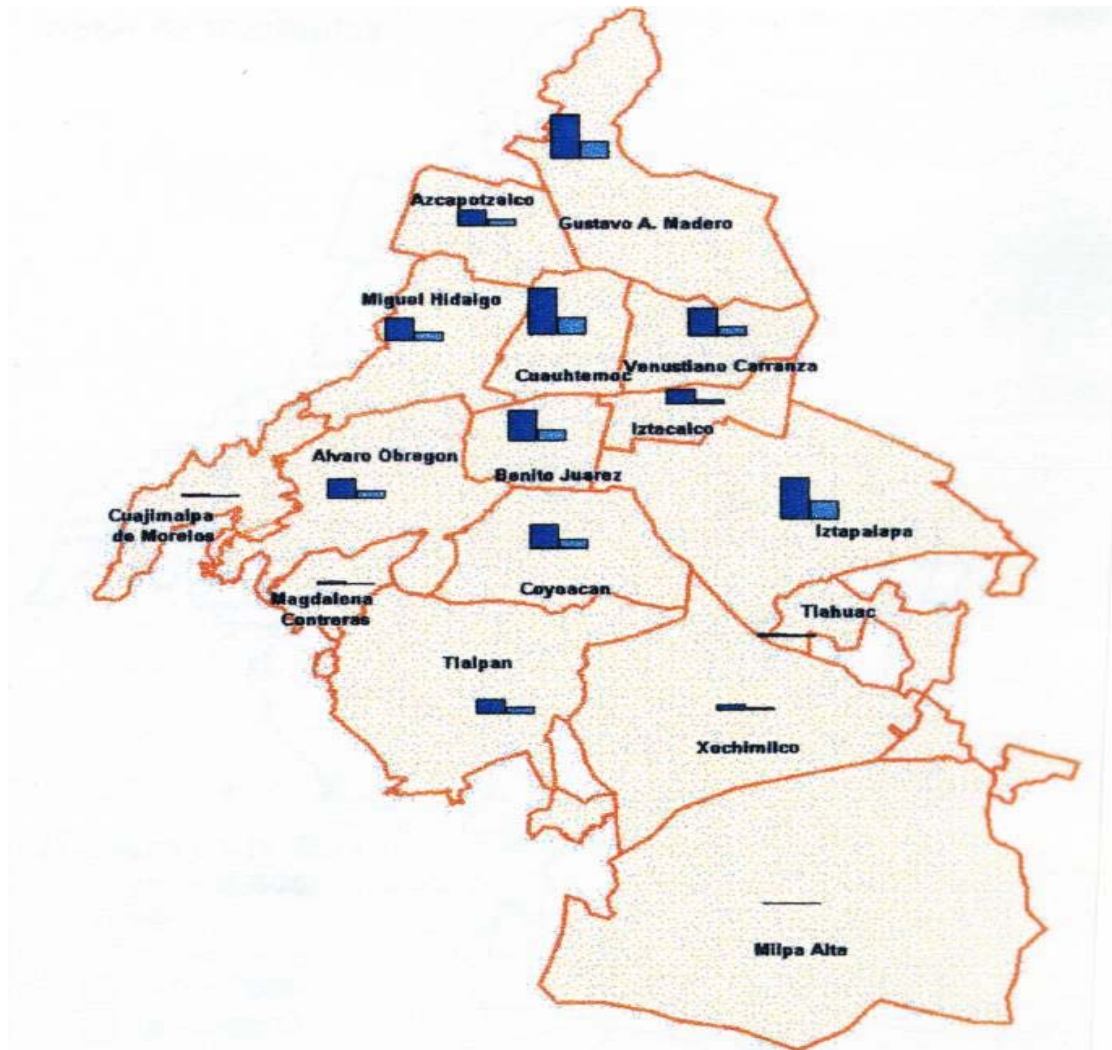 Azcapotzalco
Gustavo A. Madero
Miguel Hidalgo
Cuauhtemoc
Venustiano Carranza
Iztacalco
Alvaro Obregon
Benito Juarez
Cuajimalpa
de Morelos
Iztapalapa
Coyoacan
Magdalena
Contreras
Tlahuac
Tlalpan
Xochimilco
Milpa Alta